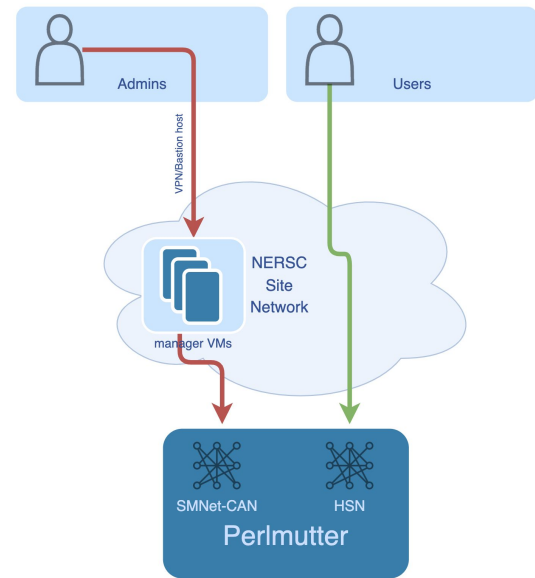 Admins
Users
VPN/Bastion host
NERSC
Site
Network
manager VMs
SMNet-CAN
HSN
Perlmutter